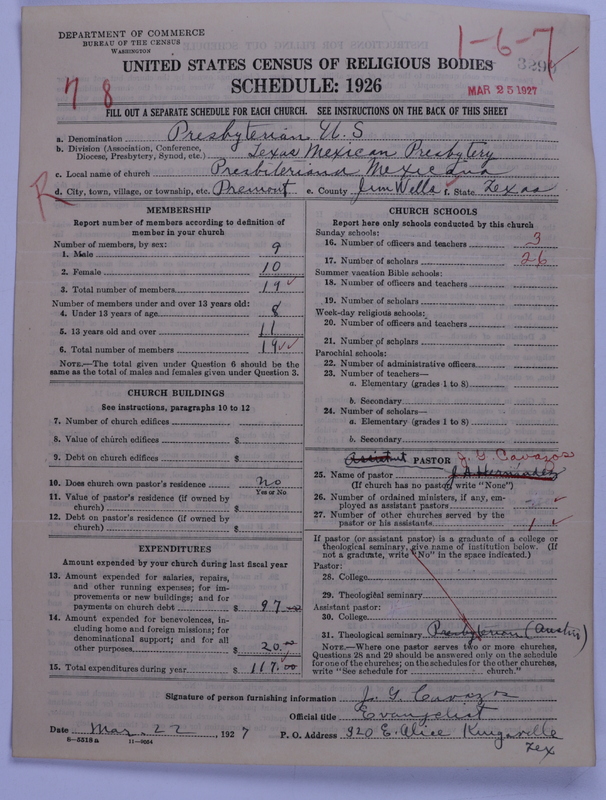 DEPARTMENT OF COMMERCE
BUREAU OF THE CENSUS
WASHINGTON
1-6-7
3296
UNITED STATES CENSUS OF RELIGIOUS BODIES
MAR 25 1927
SCHEDULE: 1926
7 8
FILL OUT A SEPARATE SCHEDULE FOR EACH CHURCH. SEE INSTRUCTIONS ON THE BACK OF THIS SHEET
a. Denomination Presbyterian U.S
b. Division (Association, Conference, Diocese, Presbytery, Synod, etc.) Texas Mexican Presbytery
c. Local name of church Presbiteriana Mexicana
R
d. City, town, village, or township, etc. Premont e. County Jim Wells f. State Texas
MEMBERSHIP
Report number of members according to definition of member in your church
Number of members, by sex:
1. Male 9
2. Female 10
3. Total number of members 19
Number of members under and over 13 years old:
4. Under 13 years of age 8
5. 13 years old and over 11
6. Total number of members 19
NOTE.—The total given under Question 6 should be the same as the total of males and females given under Question 3.
CHURCH BUILDINGS
See instructions, paragraphs 10 to 12
7. Number of church edifices
8. Value of church edifices $
9. Debt on church edifices $
10. Does church own pastor's residence No
Yes or No
11. Value of pastor's residence (if owned by church) $
12. Debt on pastor's residence (if owned by church) $
EXPENDITURES
Amount expended by your church during last fiscal year
13. Amount expended for salaries, repairs, and other running expenses; for improvements or new buildings; and for payments on church debt $ 97.00
14. Amount expended for benevolences, including home and foreign missions; for denominational support; and for all other purposes $ 20.00
15. Total expenditures during year $ 117.00
CHURCH SCHOOLS
Report here only schools conducted by this church
Sunday schools:
16. Number of officers and teachers 3
17. Number of scholars 26
Summer vacation Bible schools:
18. Number of officers and teachers
19. Number of scholars
Week-day religious schools:
20. Number of officers and teachers
21. Number of scholars
Parochial schools:
22. Number of administrative officers
23. Number of teachers—
a. Elementary (grades 1 to 8)
b. Secondary
24. Number of scholars—
a. Elementary (grades 1 to 8)
b. Secondary
Assistant PASTOR J. G. Cavazos
25. Name of pastor J. A. Hernandez
(If church has no pastor, write "None")
26. Number of ordained ministers, if any, employed as assistant pastors
27. Number of other churches served by the pastor or his assistants 1
If pastor (or assistant pastor) is a graduate of a college or theological seminary, give name of institution below. (If not a graduate, write "No" in the space indicated.)
Pastor:
28. College
29. Theological seminary
Assistant pastor:
30. College
31. Theological seminary Presbyterian (Austin)
NOTE.—Where one pastor serves two or more churches, Questions 28 and 29 should be answered only on the schedule for one of the churches; on the schedules for the other churches, write "See schedule for church."
Signature of person furnishing information J. G. Cavazos
Official title Evangelist
Date Mar. 22, 1927 P. O. Address 920 E. Alice Kingsville
Tex
8-5518a 11-9054